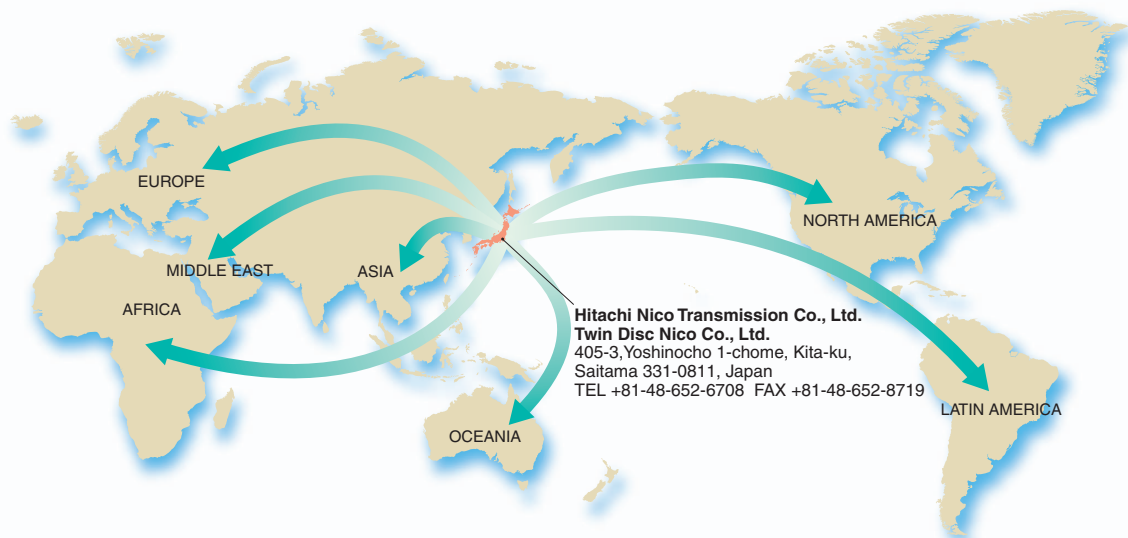 EUROPE
NORTH AMERICA
MIDDLE EAST
ASIA
AFRICA
Hitachi Nico Transmission Co., Ltd.
Twin Disc Nico Co., Ltd.
405-3,Yoshinocho 1-chome, Kita-ku,
Saitama 331-0811, Japan
TEL +81-48-652-6708 FAX +81-48-652-8719
LATIN AMERICA
OCEANIA